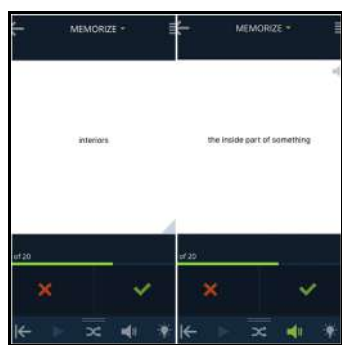 MEMORIZE
interiors
of 20
MEMORIZE
the inside part of something
of 20